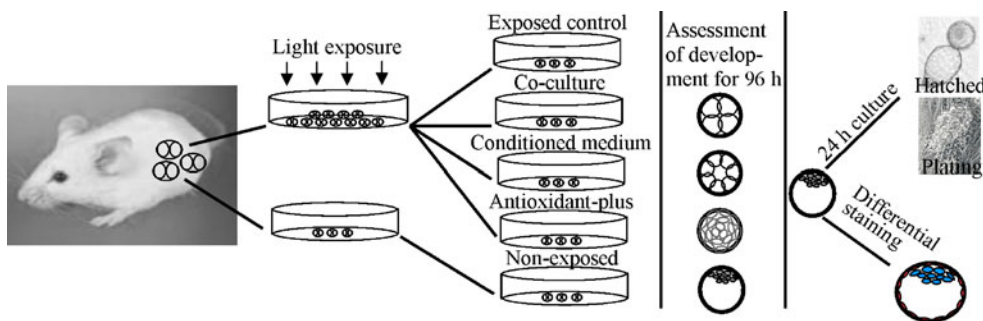 Light exposure
Exposed control
Co-culture
Conditioned medium
Antioxidant-plus
Non-exposed
Assessment
of develop-
ment for 96 h
24 h culture
Hatched
Plating
Differential
staining